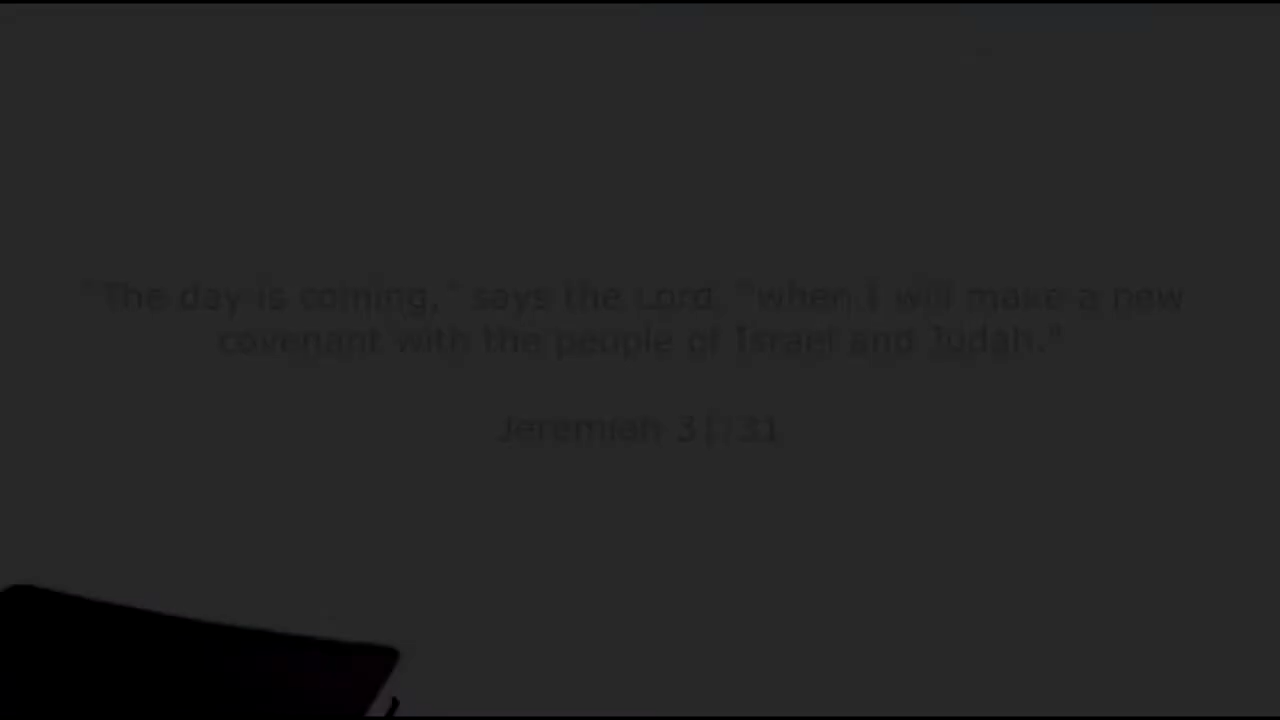 "The day is coming," says the Lord, "when I will make a new
covenant with the people of Israel and Judah."
Jeremiah 31:31